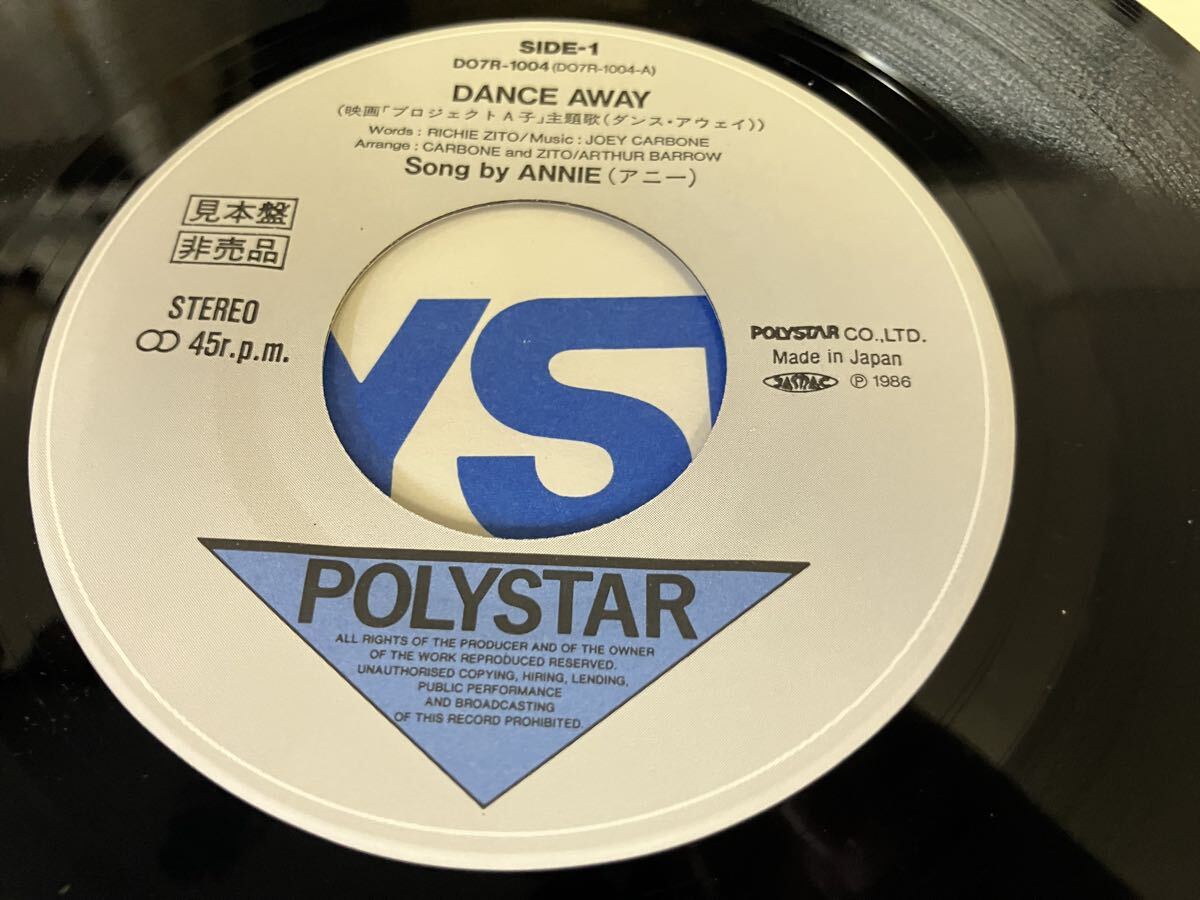 SIDE-1
DO7R-1004 (DO7R-1004-A)
DANCE AWAY
(映画「プロジェクトA子」主題歌(ダンス・アウェイ))
Words : RICHIE ZITO/Music : JOEY CARBONE
Arrange : CARBONE and ZITO/ARTHUR BARROW
Song by ANNIE (アニー)
見本盤
非売品
STEREO
45r.p.m.
POLYSTAR CO.,LTD.
Made in Japan
JASRAC Ⓟ 1986
YS
POLYSTAR
ALL RIGHTS OF THE PRODUCER AND OF THE OWNER
OF THE WORK REPRODUCED RESERVED.
UNAUTHORISED COPYING, HIRING, LENDING,
PUBLIC PERFORMANCE
AND BROADCASTING
OF THIS RECORD PROHIBITED.